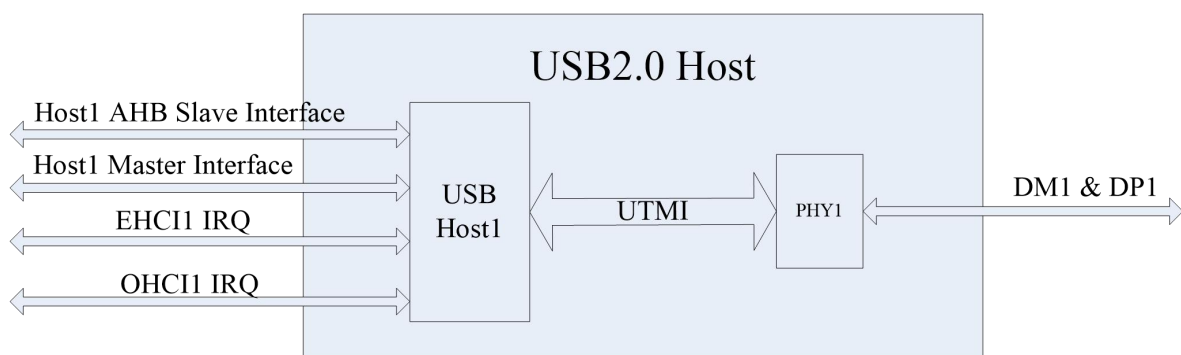 USB2.0 Host
Host1 AHB Slave Interface
Host1 Master Interface
EHCI1 IRQ
OHCI1 IRQ
USB
Host1
UTMI
PHY1
DM1 & DP1